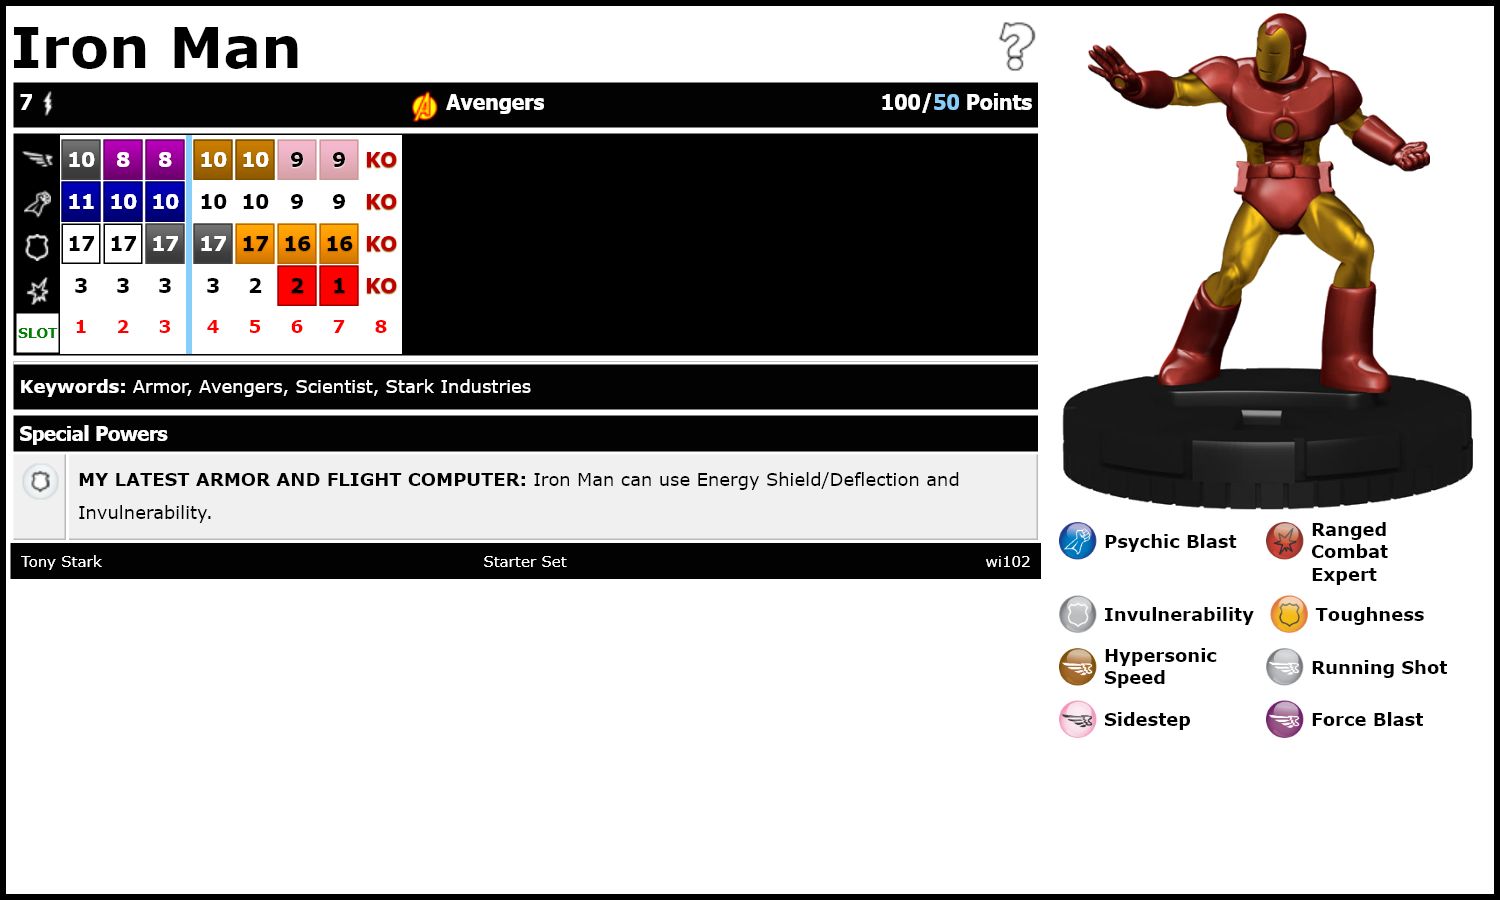 Iron Man
7 Avengers 100/50 Points
10 8 8 10 10 9 9 KO
11 10 10 10 10 9 9 KO
17 17 17 17 17 16 16 KO
3 3 3 3 2 2 1 KO
SLOT 1 2 3 4 5 6 7 8
Keywords: Armor, Avengers, Scientist, Stark Industries
Special Powers
MY LATEST ARMOR AND FLIGHT COMPUTER: Iron Man can use Energy Shield/Deflection and
Invulnerability.
Tony Stark Starter Set wi102
Psychic Blast
Ranged
Combat
Expert
Invulnerability
Toughness
Hypersonic
Speed
Running Shot
Sidestep
Force Blast